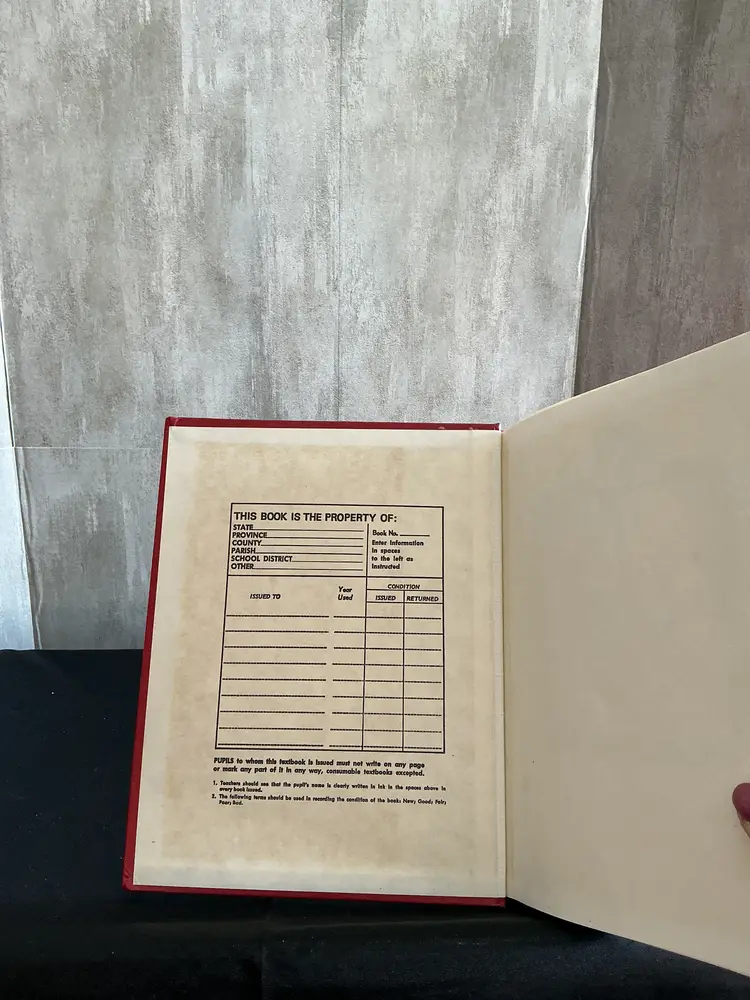 THIS BOOK IS THE PROPERTY OF:
STATE
PROVINCE
COUNTY
PARISH
SCHOOL DISTRICT
OTHER
Book No.
Enter information
in spaces
to the left as
instructed
ISSUED TO
Year
Used
CONDITION
ISSUED
RETURNED
PUPILS to whom this textbook is issued must not write on any page
or mark any part of it in any way, consumable textbooks excepted.
1. Teachers should see that the pupil's name is clearly written in ink in the spaces above in
every book issued.
2. The following terms should be used in recording the condition of the book: New; Good; Fair;
Poor; Bad.